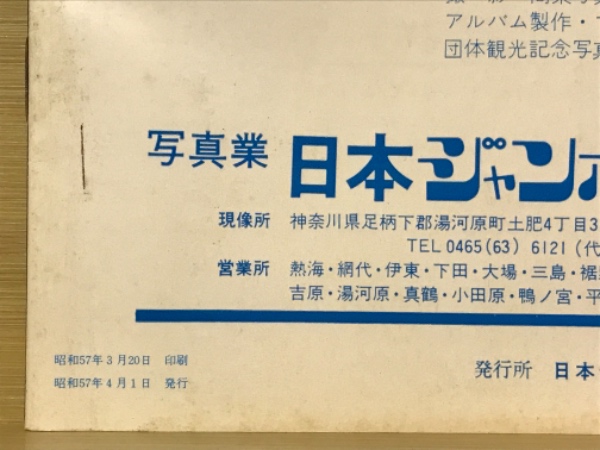 アルバム製作・
団体観光記念写真
写真業 日本ジャン
現像所 神奈川県足柄下郡湯河原町土肥4丁目3
TEL 0465(63) 6121 (代
営業所 熱海・網代・伊東・下田・大場・三島・裾
吉原・湯河原・真鶴・小田原・鴨ノ宮・平
昭和57年3月20日 印刷
昭和57年4月1日 発行
発行所 日本